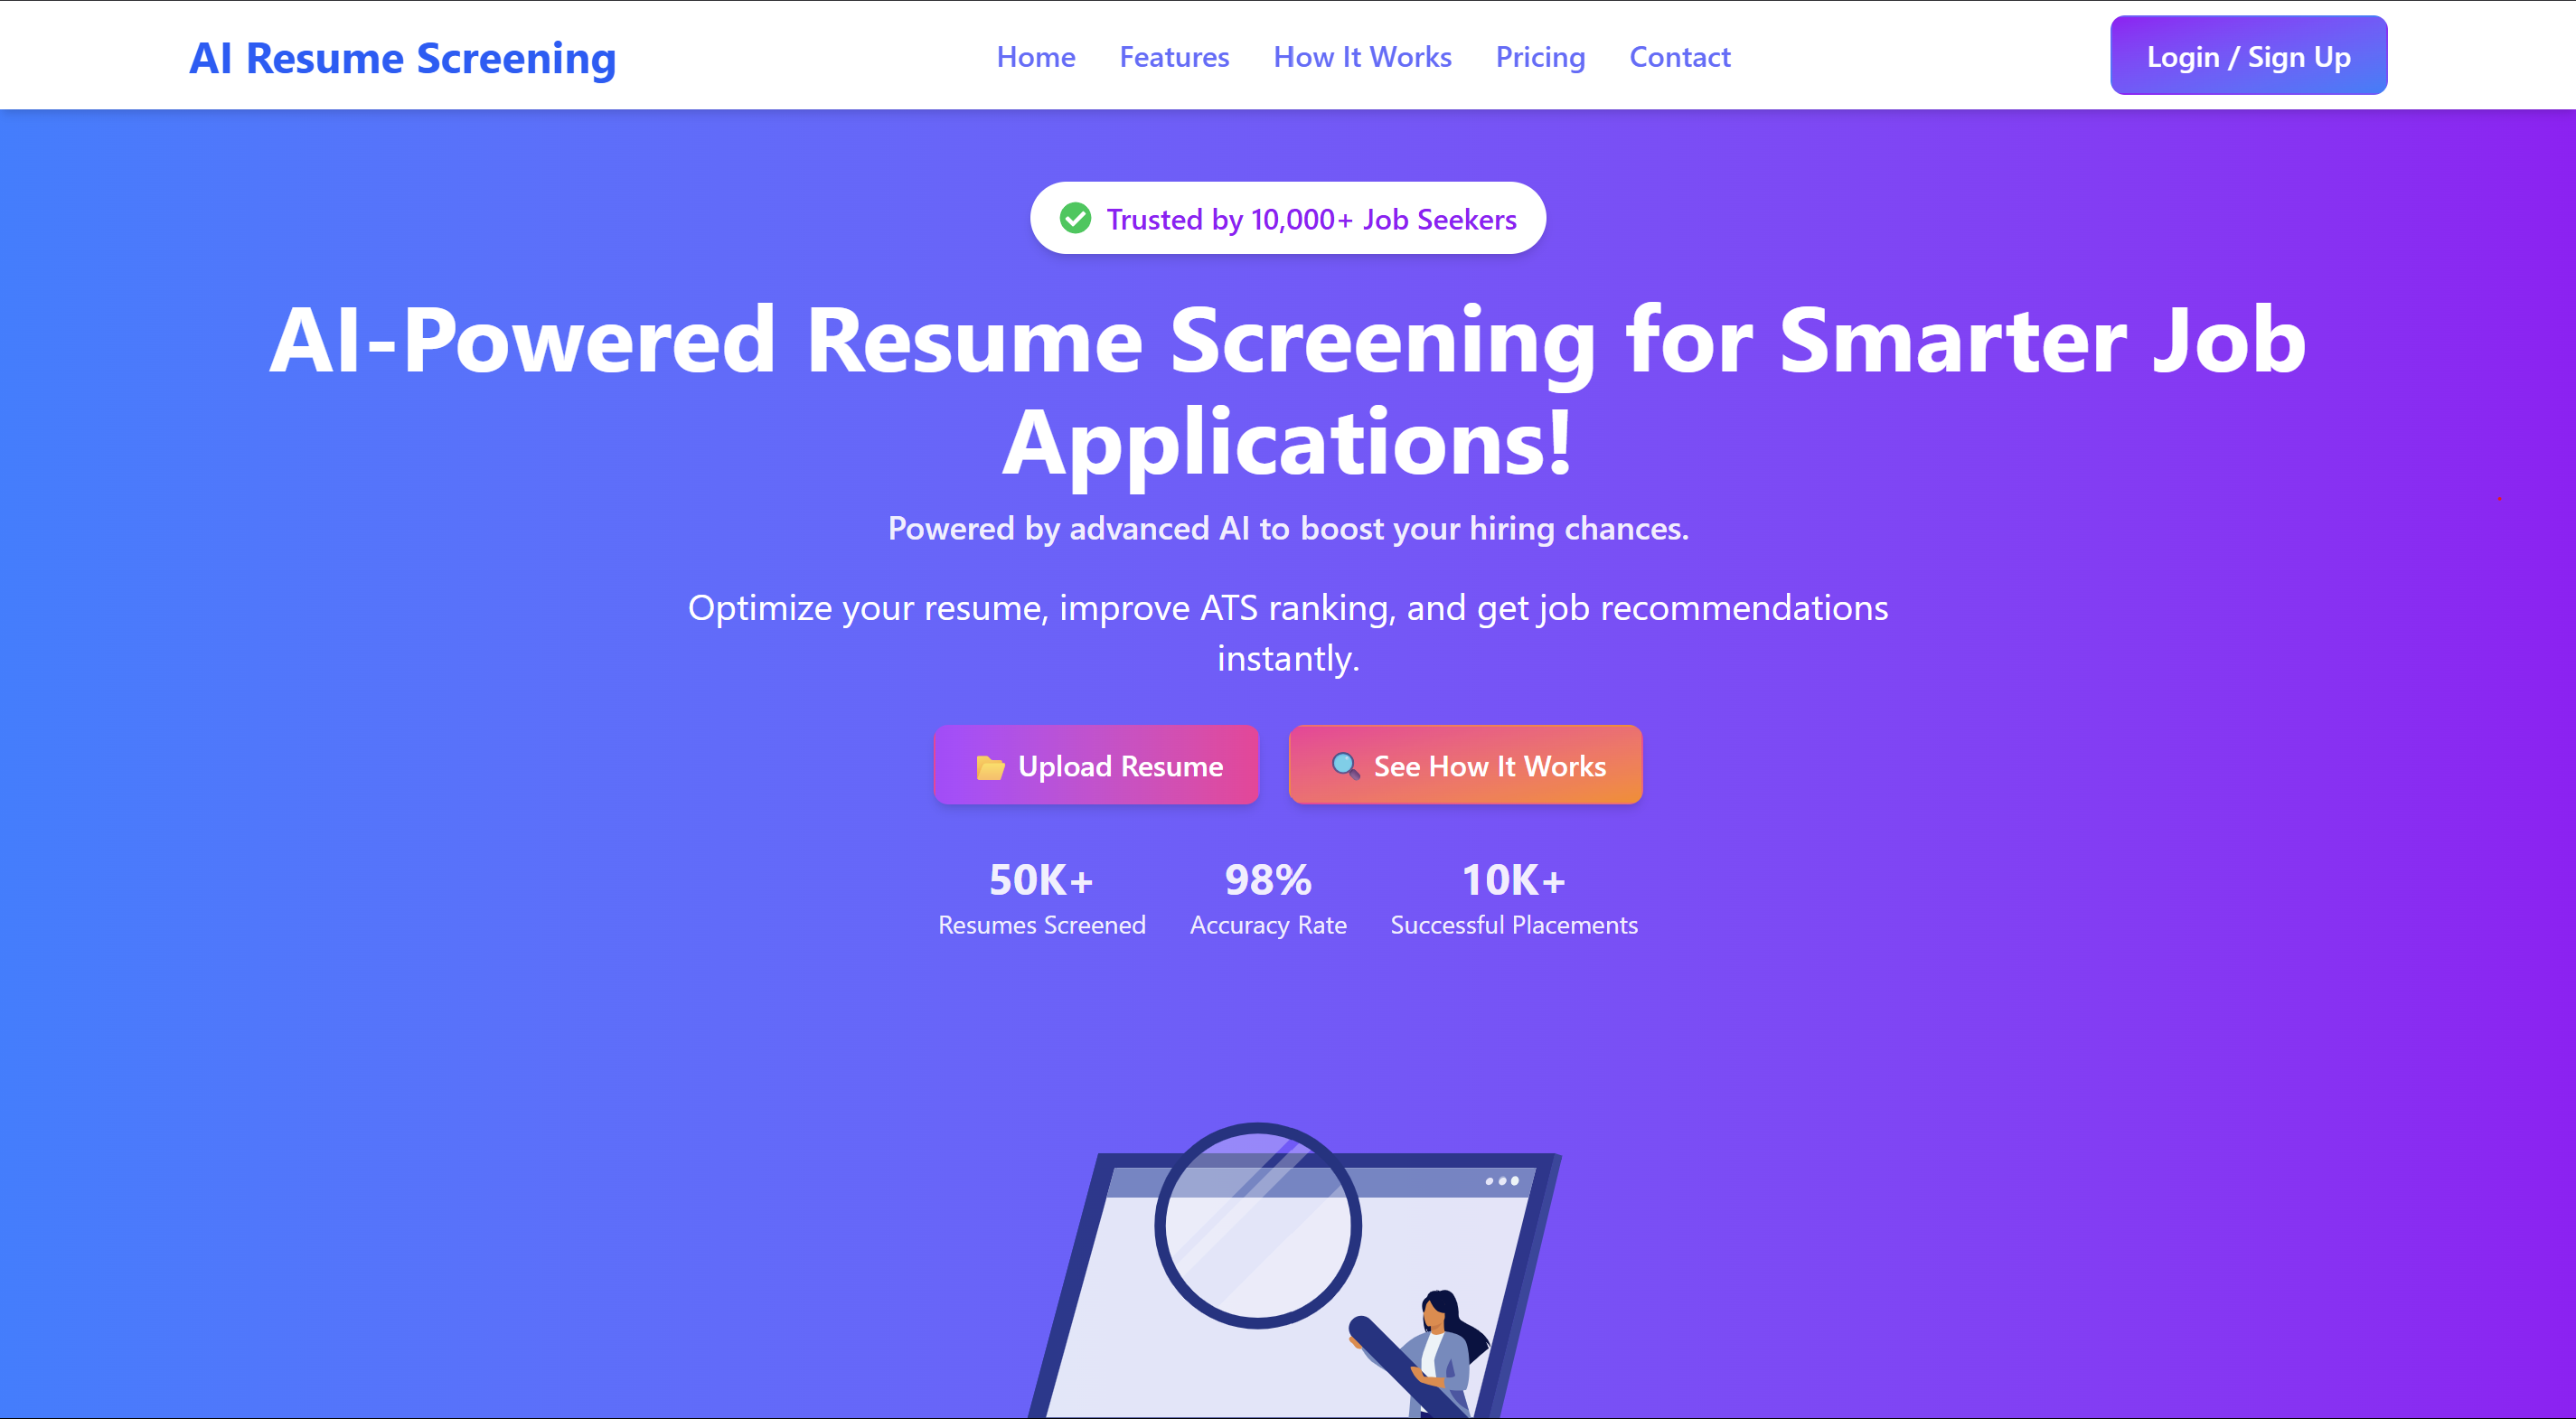 AI Resume Screening
Home Features How It Works Pricing Contact
Login / Sign Up
Trusted by 10,000+ Job Seekers
AI-Powered Resume Screening for Smarter Job
Applications!
Powered by advanced AI to boost your hiring chances.
Optimize your resume, improve ATS ranking, and get job recommendations
instantly.
Upload Resume
See How It Works
50K+ 98% 10K+
Resumes Screened Accuracy Rate Successful Placements